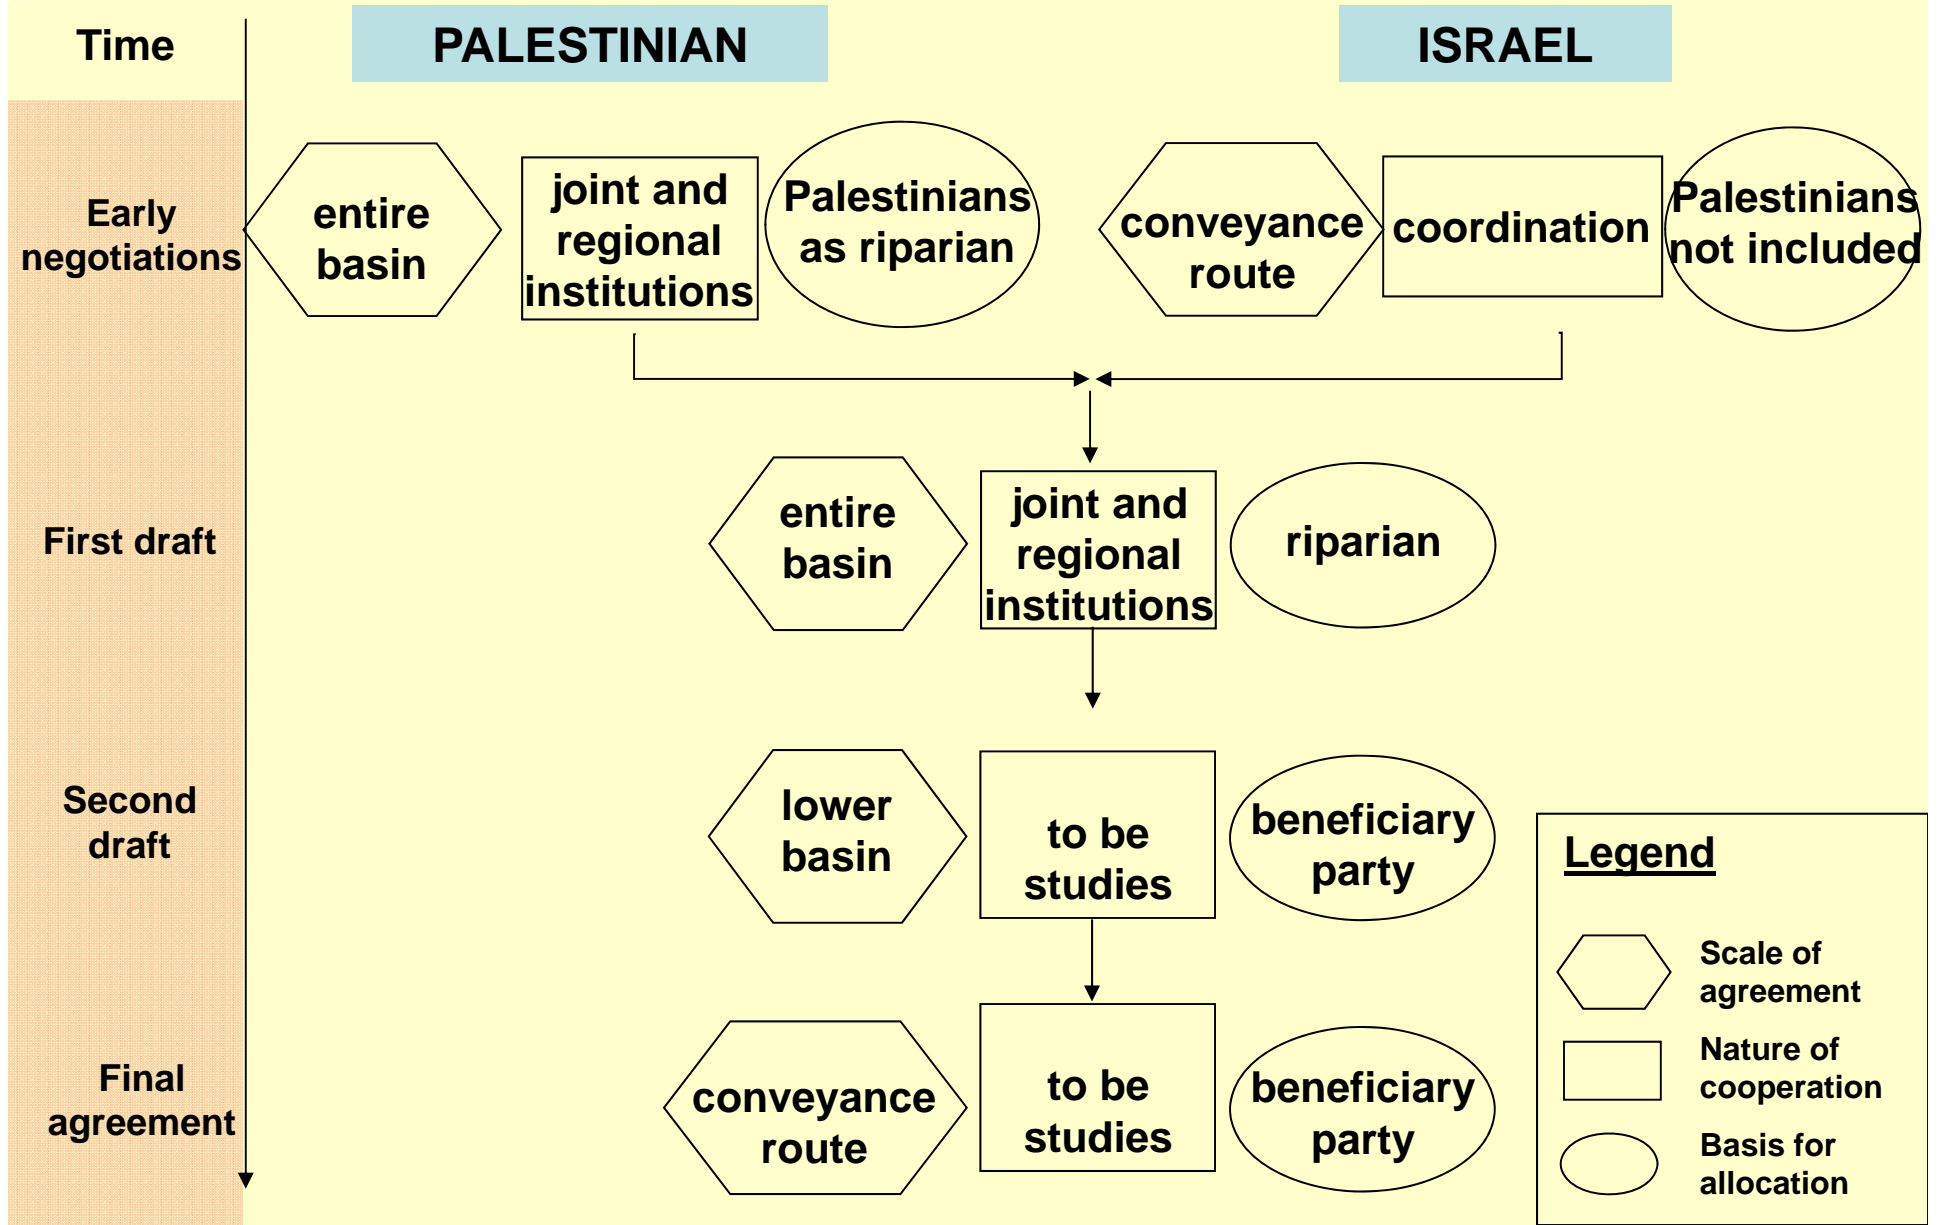 Time
PALESTINIAN
ISRAEL
Early
negotiations
entire
basin
joint and
regional
institutions
Palestinians
as riparian
conveyance
route
coordination
Palestinians
not included
First draft
entire
basin
joint and
regional
institutions
riparian
Second
draft
lower
basin
to be
studies
beneficiary
party
Final
agreement
conveyance
route
to be
studies
beneficiary
party
Legend
Scale of
agreement
Nature of
cooperation
Basis for
allocation